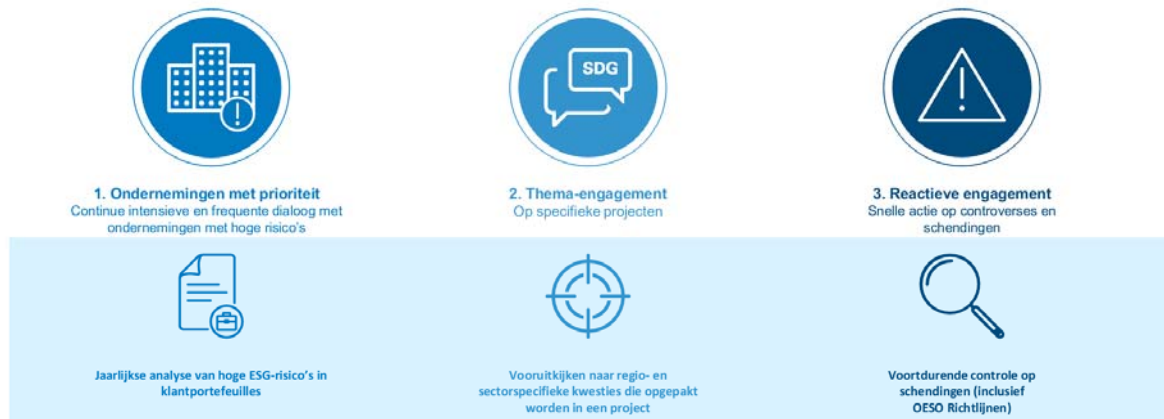 SDG
1. Ondernemingen met prioriteit
Continue intensieve en frequente dialoog met
ondernemingen met hoge risico's
2. Thema-engagement
Op specifieke projecten
3. Reactieve engagement
Snelle actie op controverses en
schendingen
Jaarlijkse analyse van hoge ESG-risico's in
klantportefeuilles
Vooruitkijken naar regio- en
sectorspecifieke kwesties die opgepakt
worden in een project
Voortdurende controle op
schendingen (inclusief
OESO Richtlijnen)